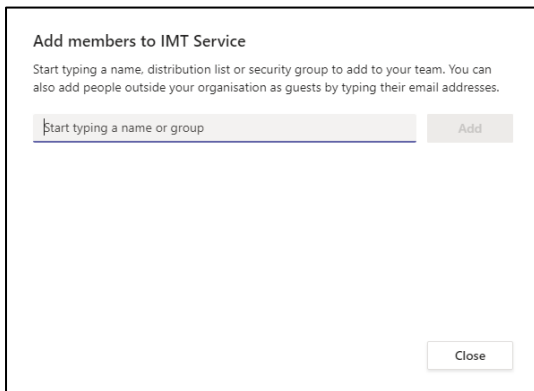 Add members to IMT Service
Start typing a name, distribution list or security group to add to your team. You can
also add people outside your organisation as guests by typing their email addresses.
Start typing a name or group
Add
Close